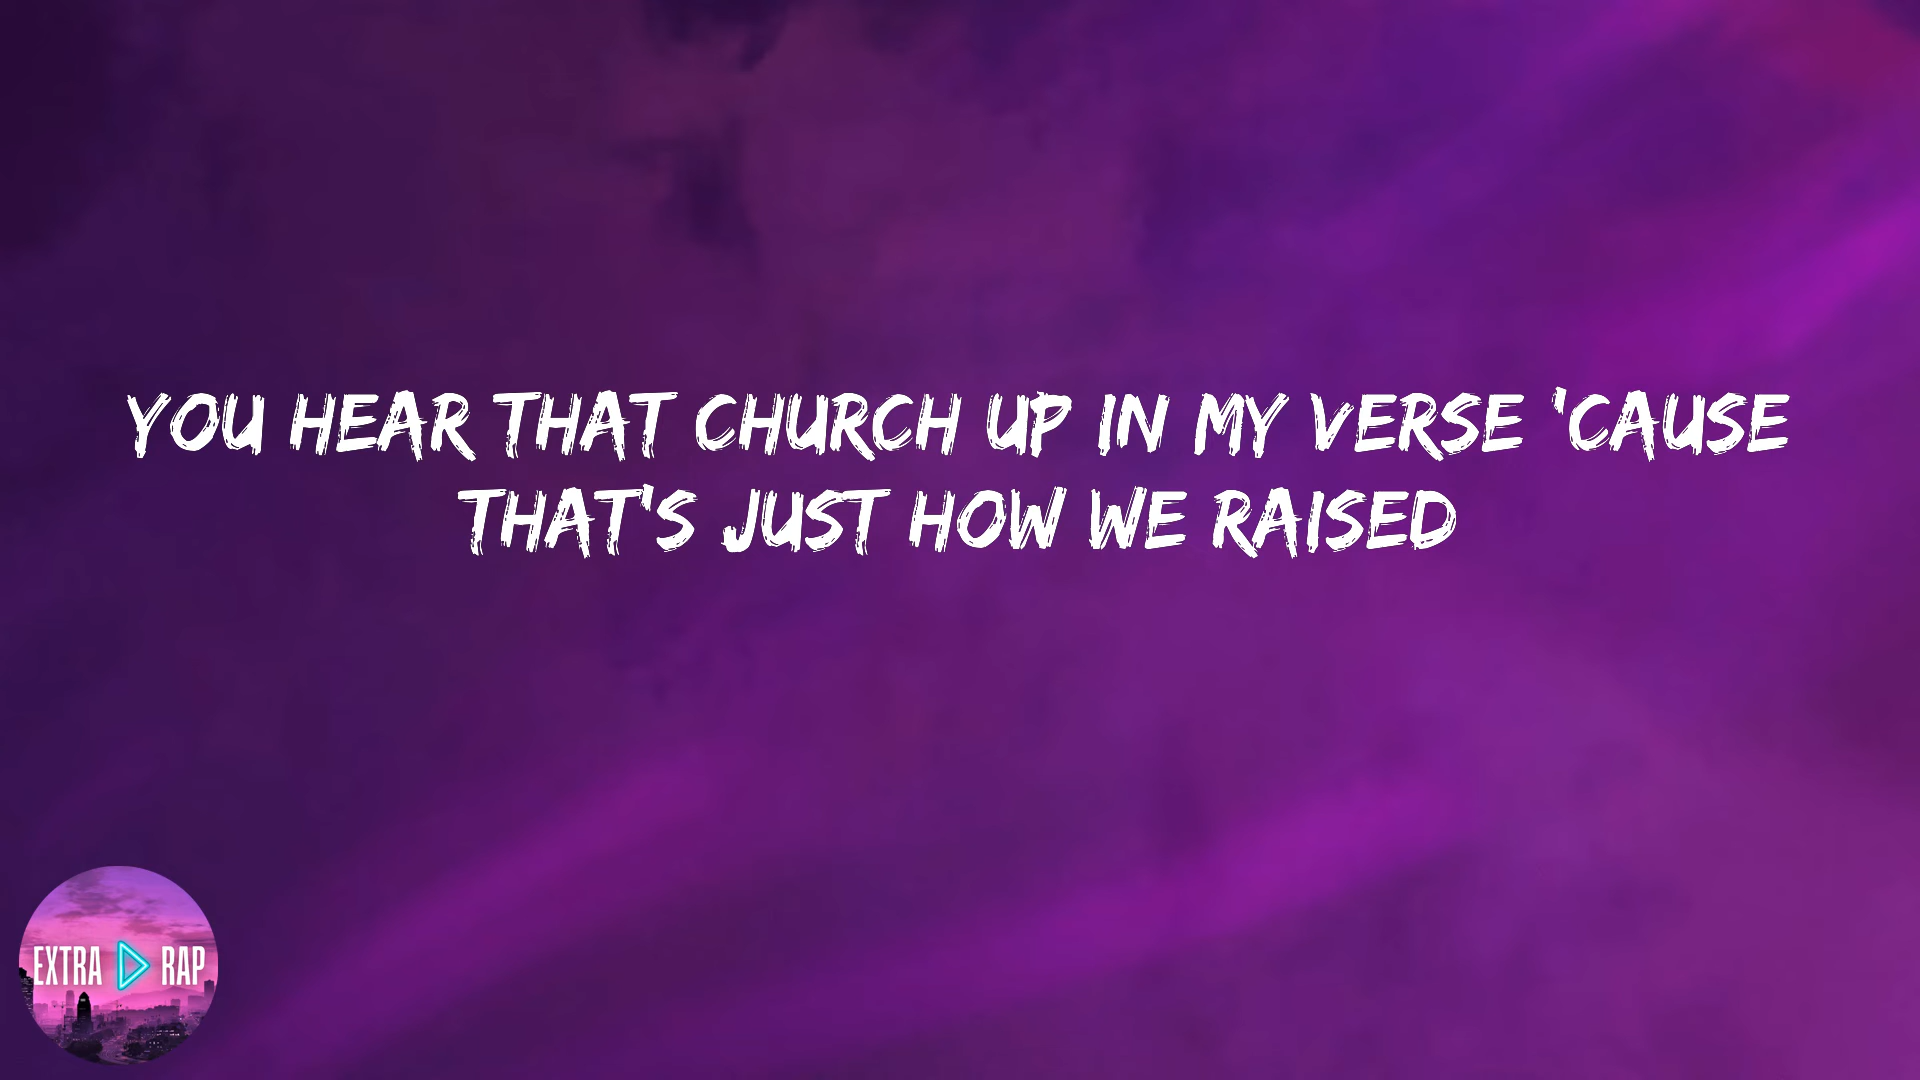 YOU HEAR THAT CHURCH UP IN MY VERSE 'CAUSE
THAT'S JUST HOW WE RAISED
EXTRA RAP